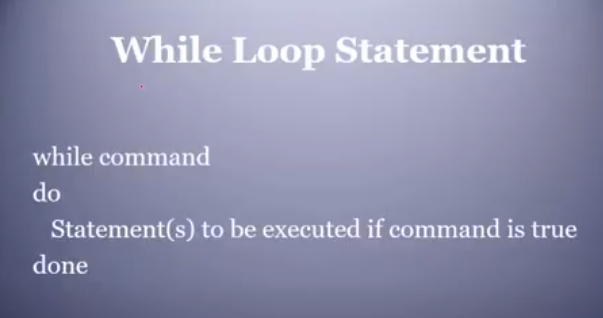 While Loop Statement
while command
do
Statement(s) to be executed if command is true
done